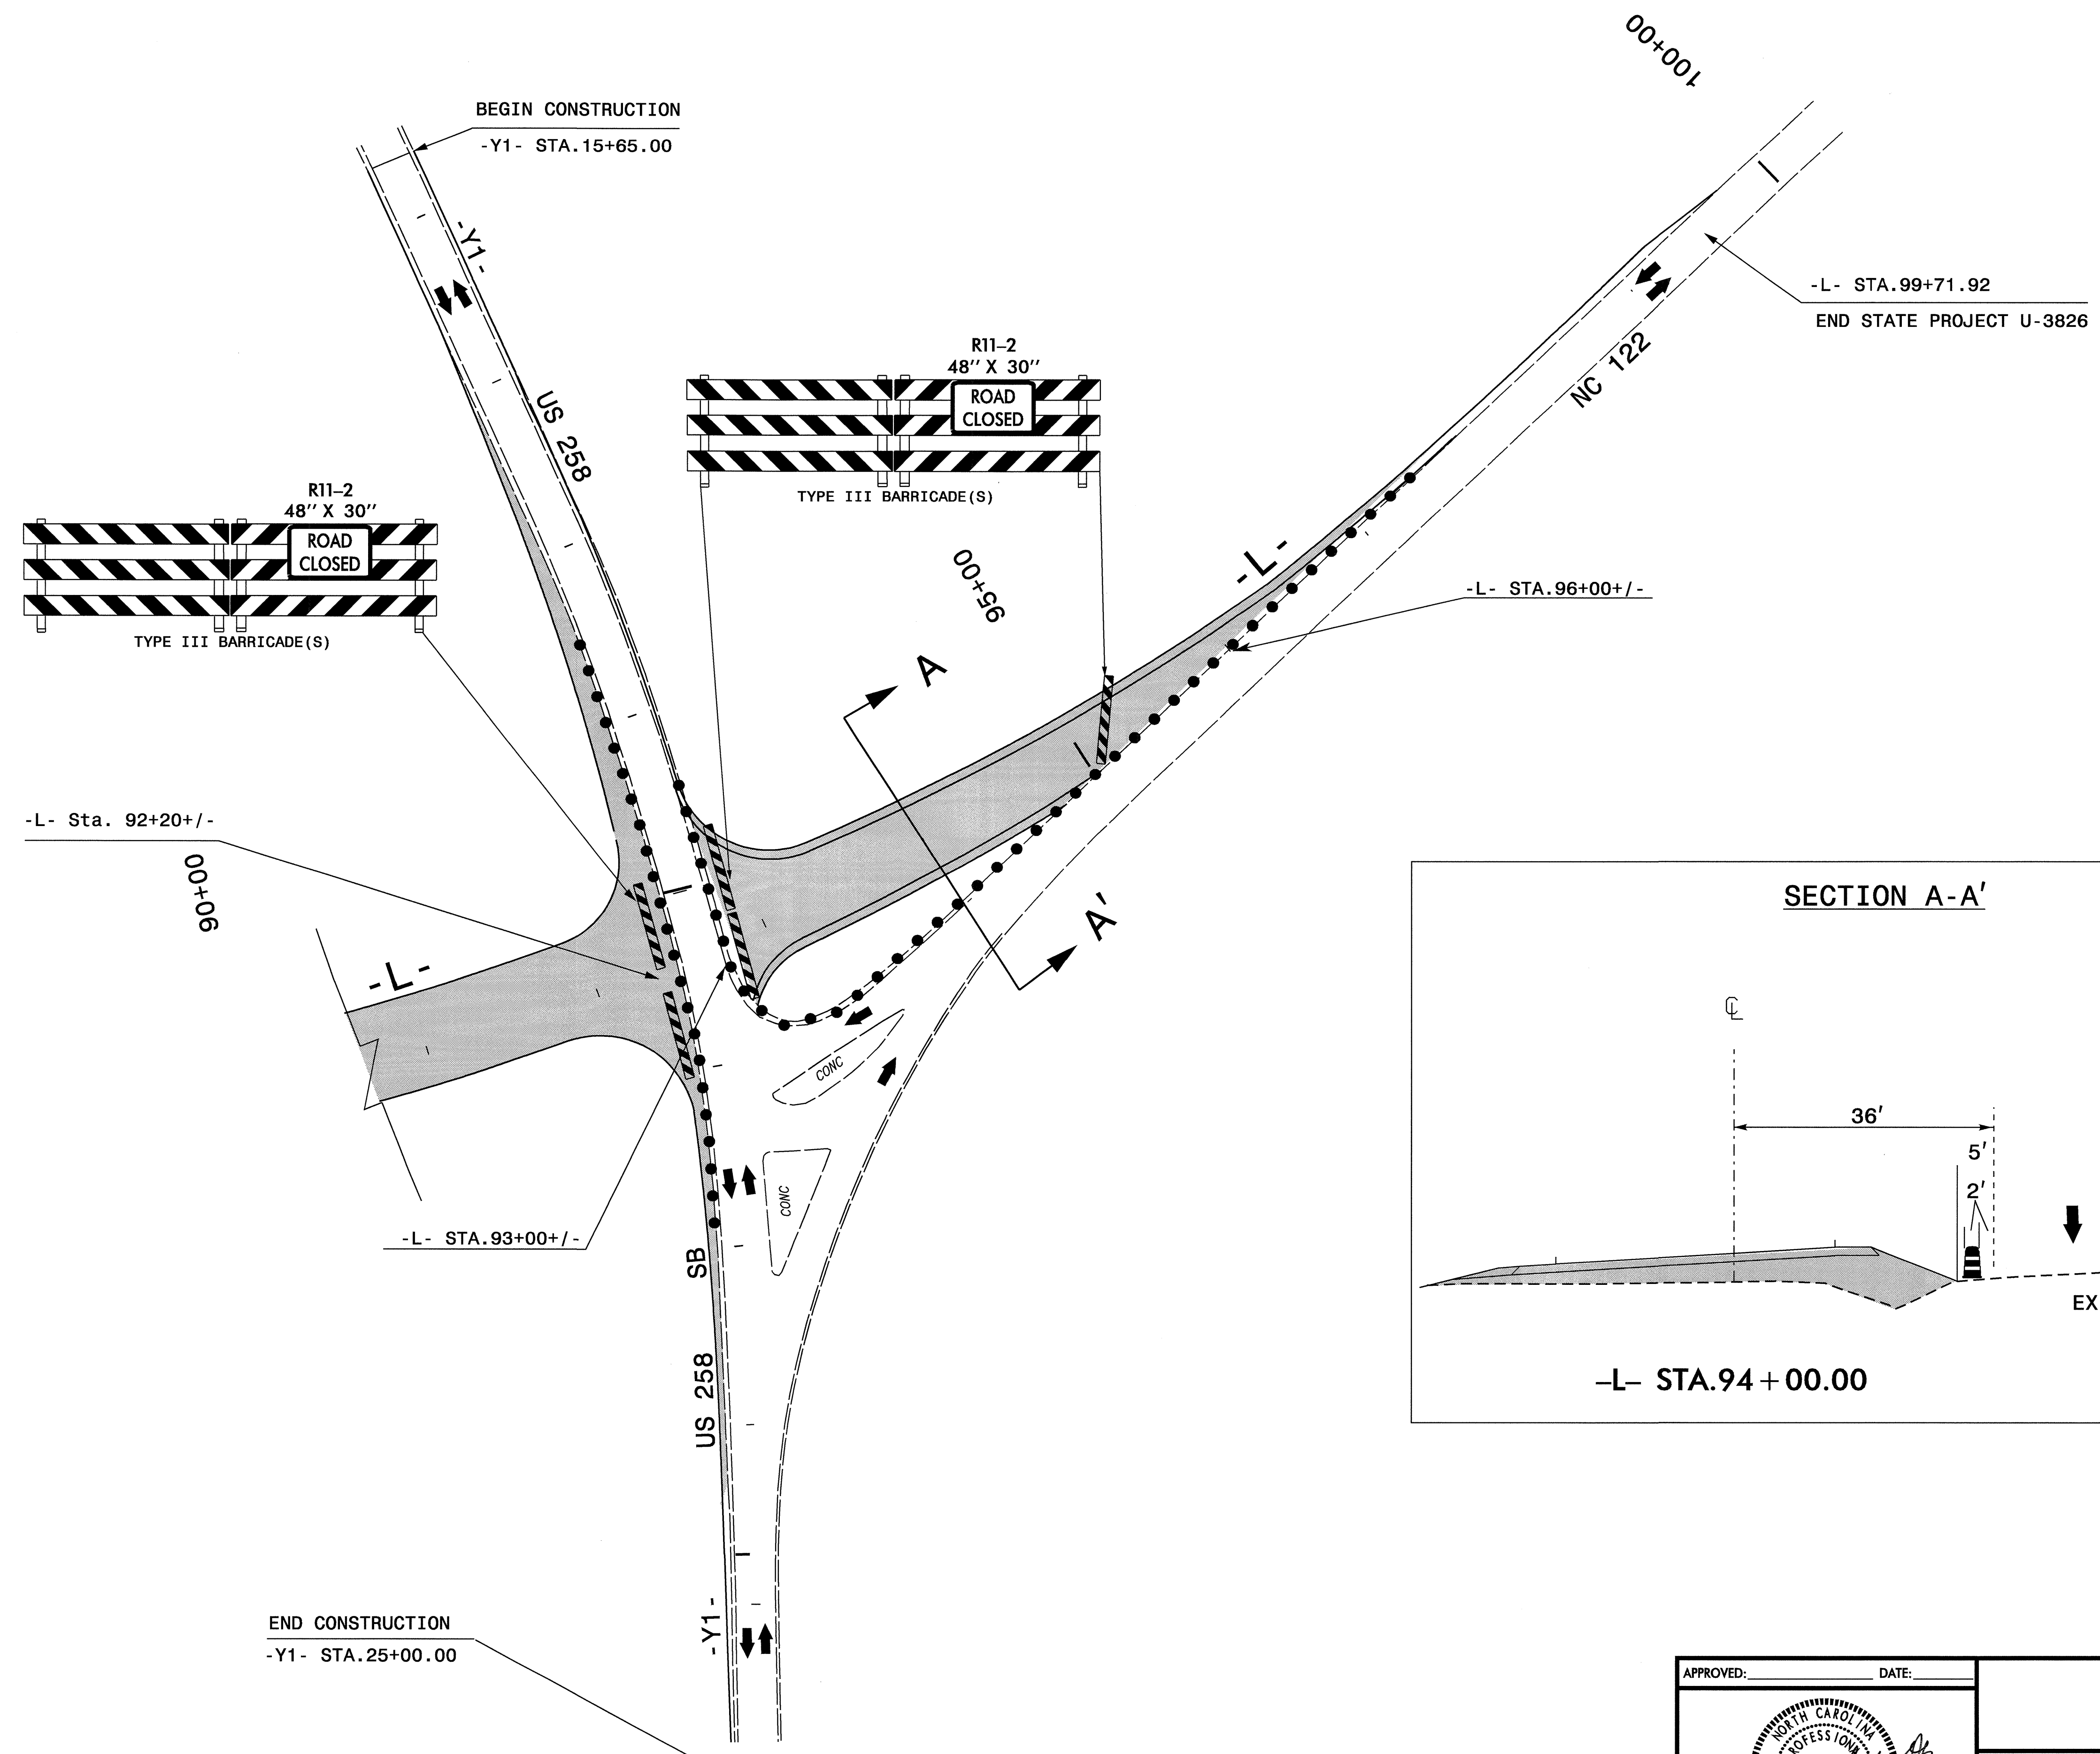 100+00
BEGIN CONSTRUCTION
-Y1- STA.15+65.00
-Y1-
-L- STA.99+71.92
END STATE PROJECT U-3826
NC 122
US 258
R11-2
48" X 30"
ROAD
CLOSED
TYPE III BARRICADE(S)
R11-2
48" X 30"
ROAD
CLOSED
TYPE III BARRICADE(S)
95+00
-L-
-L- STA.96+00+/-
A
-L- Sta. 92+20+/-
90+00
-L-
A'
CONC
CONC
-L- STA.93+00+/-
US 258 SB
-Y1-
END CONSTRUCTION
-Y1- STA.25+00.00
SECTION A-A'
CL
36'
5'
2'
EX
-L- STA.94+00.00
APPROVED: DATE:
NORTH CAROLINA